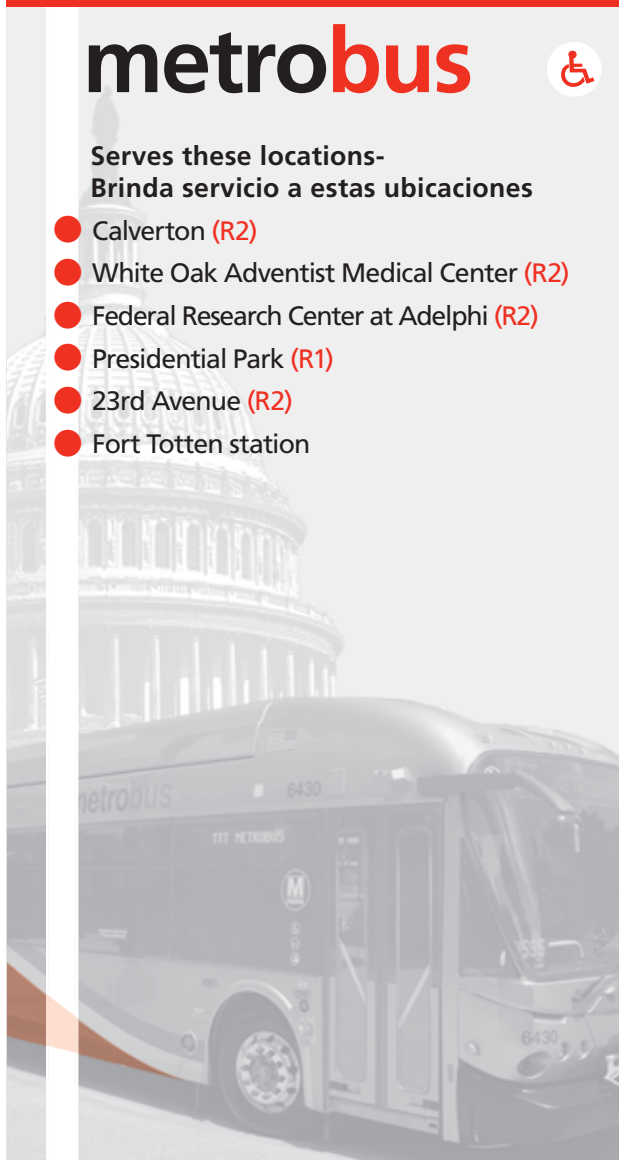 metrobus
Serves these locations-
Brinda servicio a estas ubicaciones
Calverton (R2)
White Oak Adventist Medical Center (R2)
Federal Research Center at Adelphi (R2)
Presidential Park (R1)
23rd Avenue (R2)
Fort Totten station
metrobus
6430
TYT METROBUS
M
6430